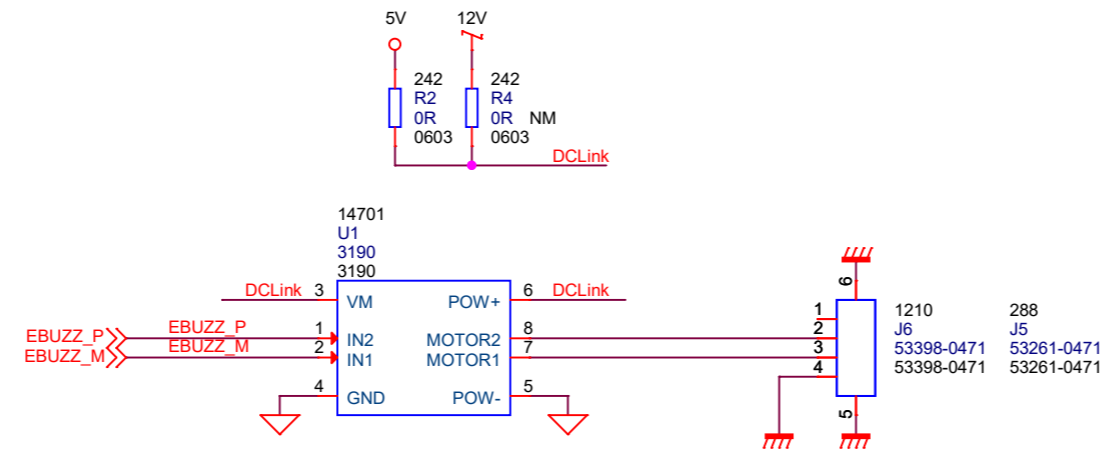 5V
12V
242
R2
0R
0603
242
R4
0R NM
0603
DCLink
14701
U1
3190
3190
DCLink 3 VM
POW+ 6 DCLink
EBUZZ_P EBUZZ_P 1 IN2
MOTOR2 8
EBUZZ_M EBUZZ_M 2 IN1
MOTOR1 7
4 GND
POW- 5
6
1
2
3
4
5
1210
J6
53398-0471
53398-0471
288
J5
53261-0471
53261-0471